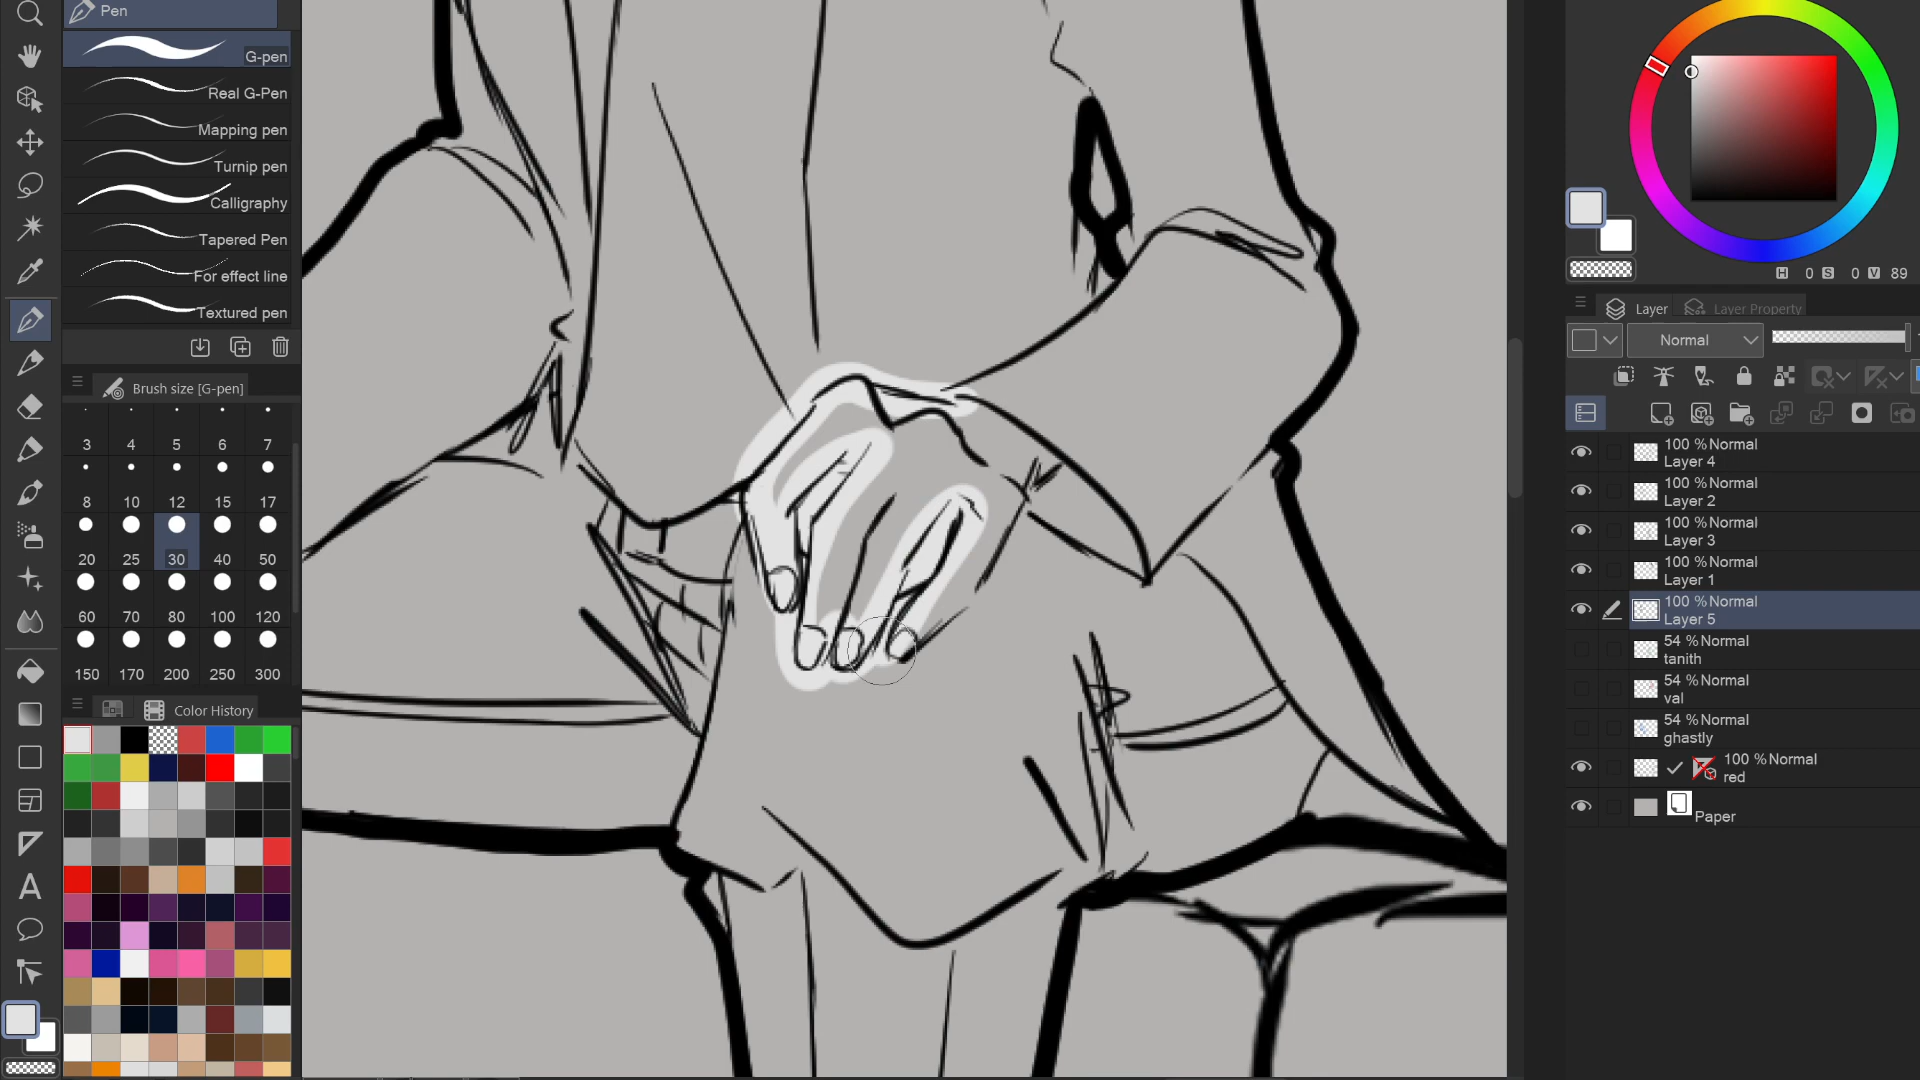 Pen
G-pen
Real G-Pen
Mapping pen
Turnip pen
Calligraphy
Tapered Pen
For effect line
Textured pen
Brush size [G-pen]
3 4 5 6 7
8 10 12 15 17
20 25 30 40 50
60 70 80 100 120
150 170 200 250 300
Color History
H 0 S 0 V 89
Layer Layer Property
Normal
100 % Normal
Layer 4
100 % Normal
Layer 2
100 % Normal
Layer 3
100 % Normal
Layer 1
100 % Normal
Layer 5
54 % Normal
tanith
54 % Normal
val
54 % Normal
ghastly
100 % Normal
red
Paper